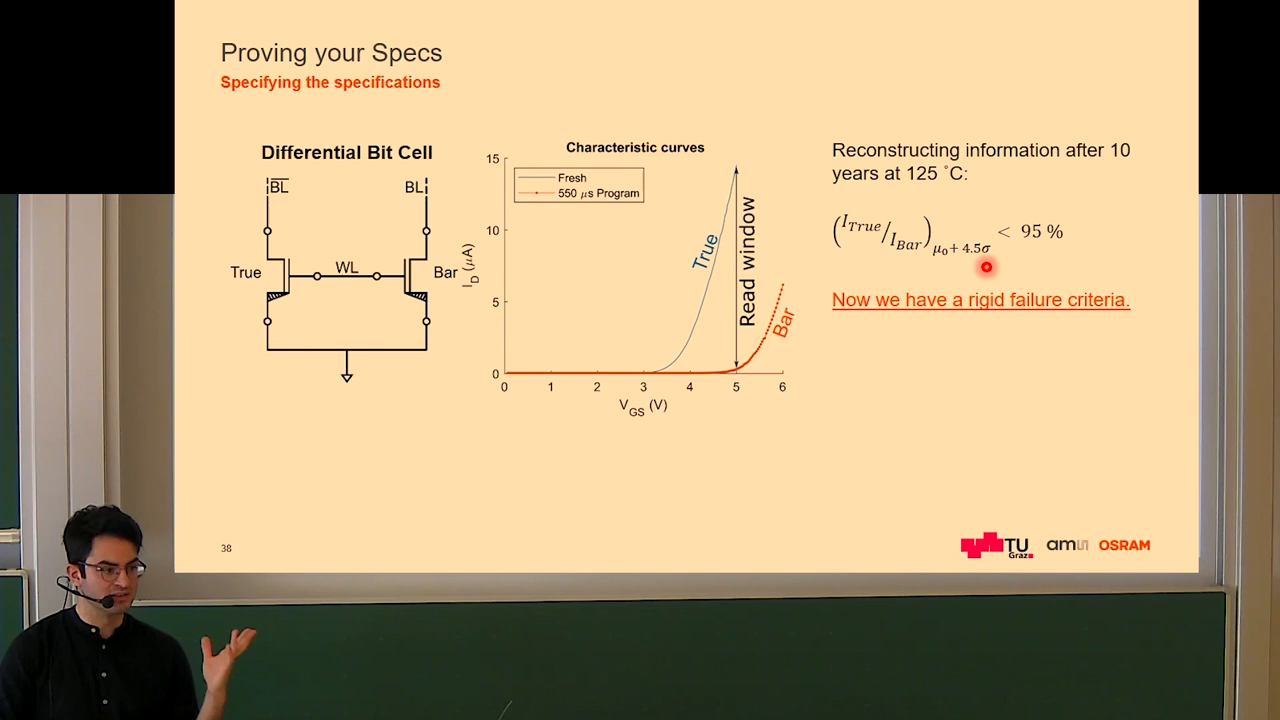 Proving your Specs
Specifying the specifications
Differential Bit Cell
BL
BL
True
WL
Bar
Characteristic curves
Fresh
550 μs Program
15
10
5
0
I_D (μA)
0 1 2 3 4 5 6
V_GS (V)
True
Read window
Bar
Reconstructing information after 10
years at 125 ˚C:
(I_True/I_Bar)_μ₀+4.5σ < 95 %
Now we have a rigid failure criteria.
38
TU
Graz
amu
OSRAM